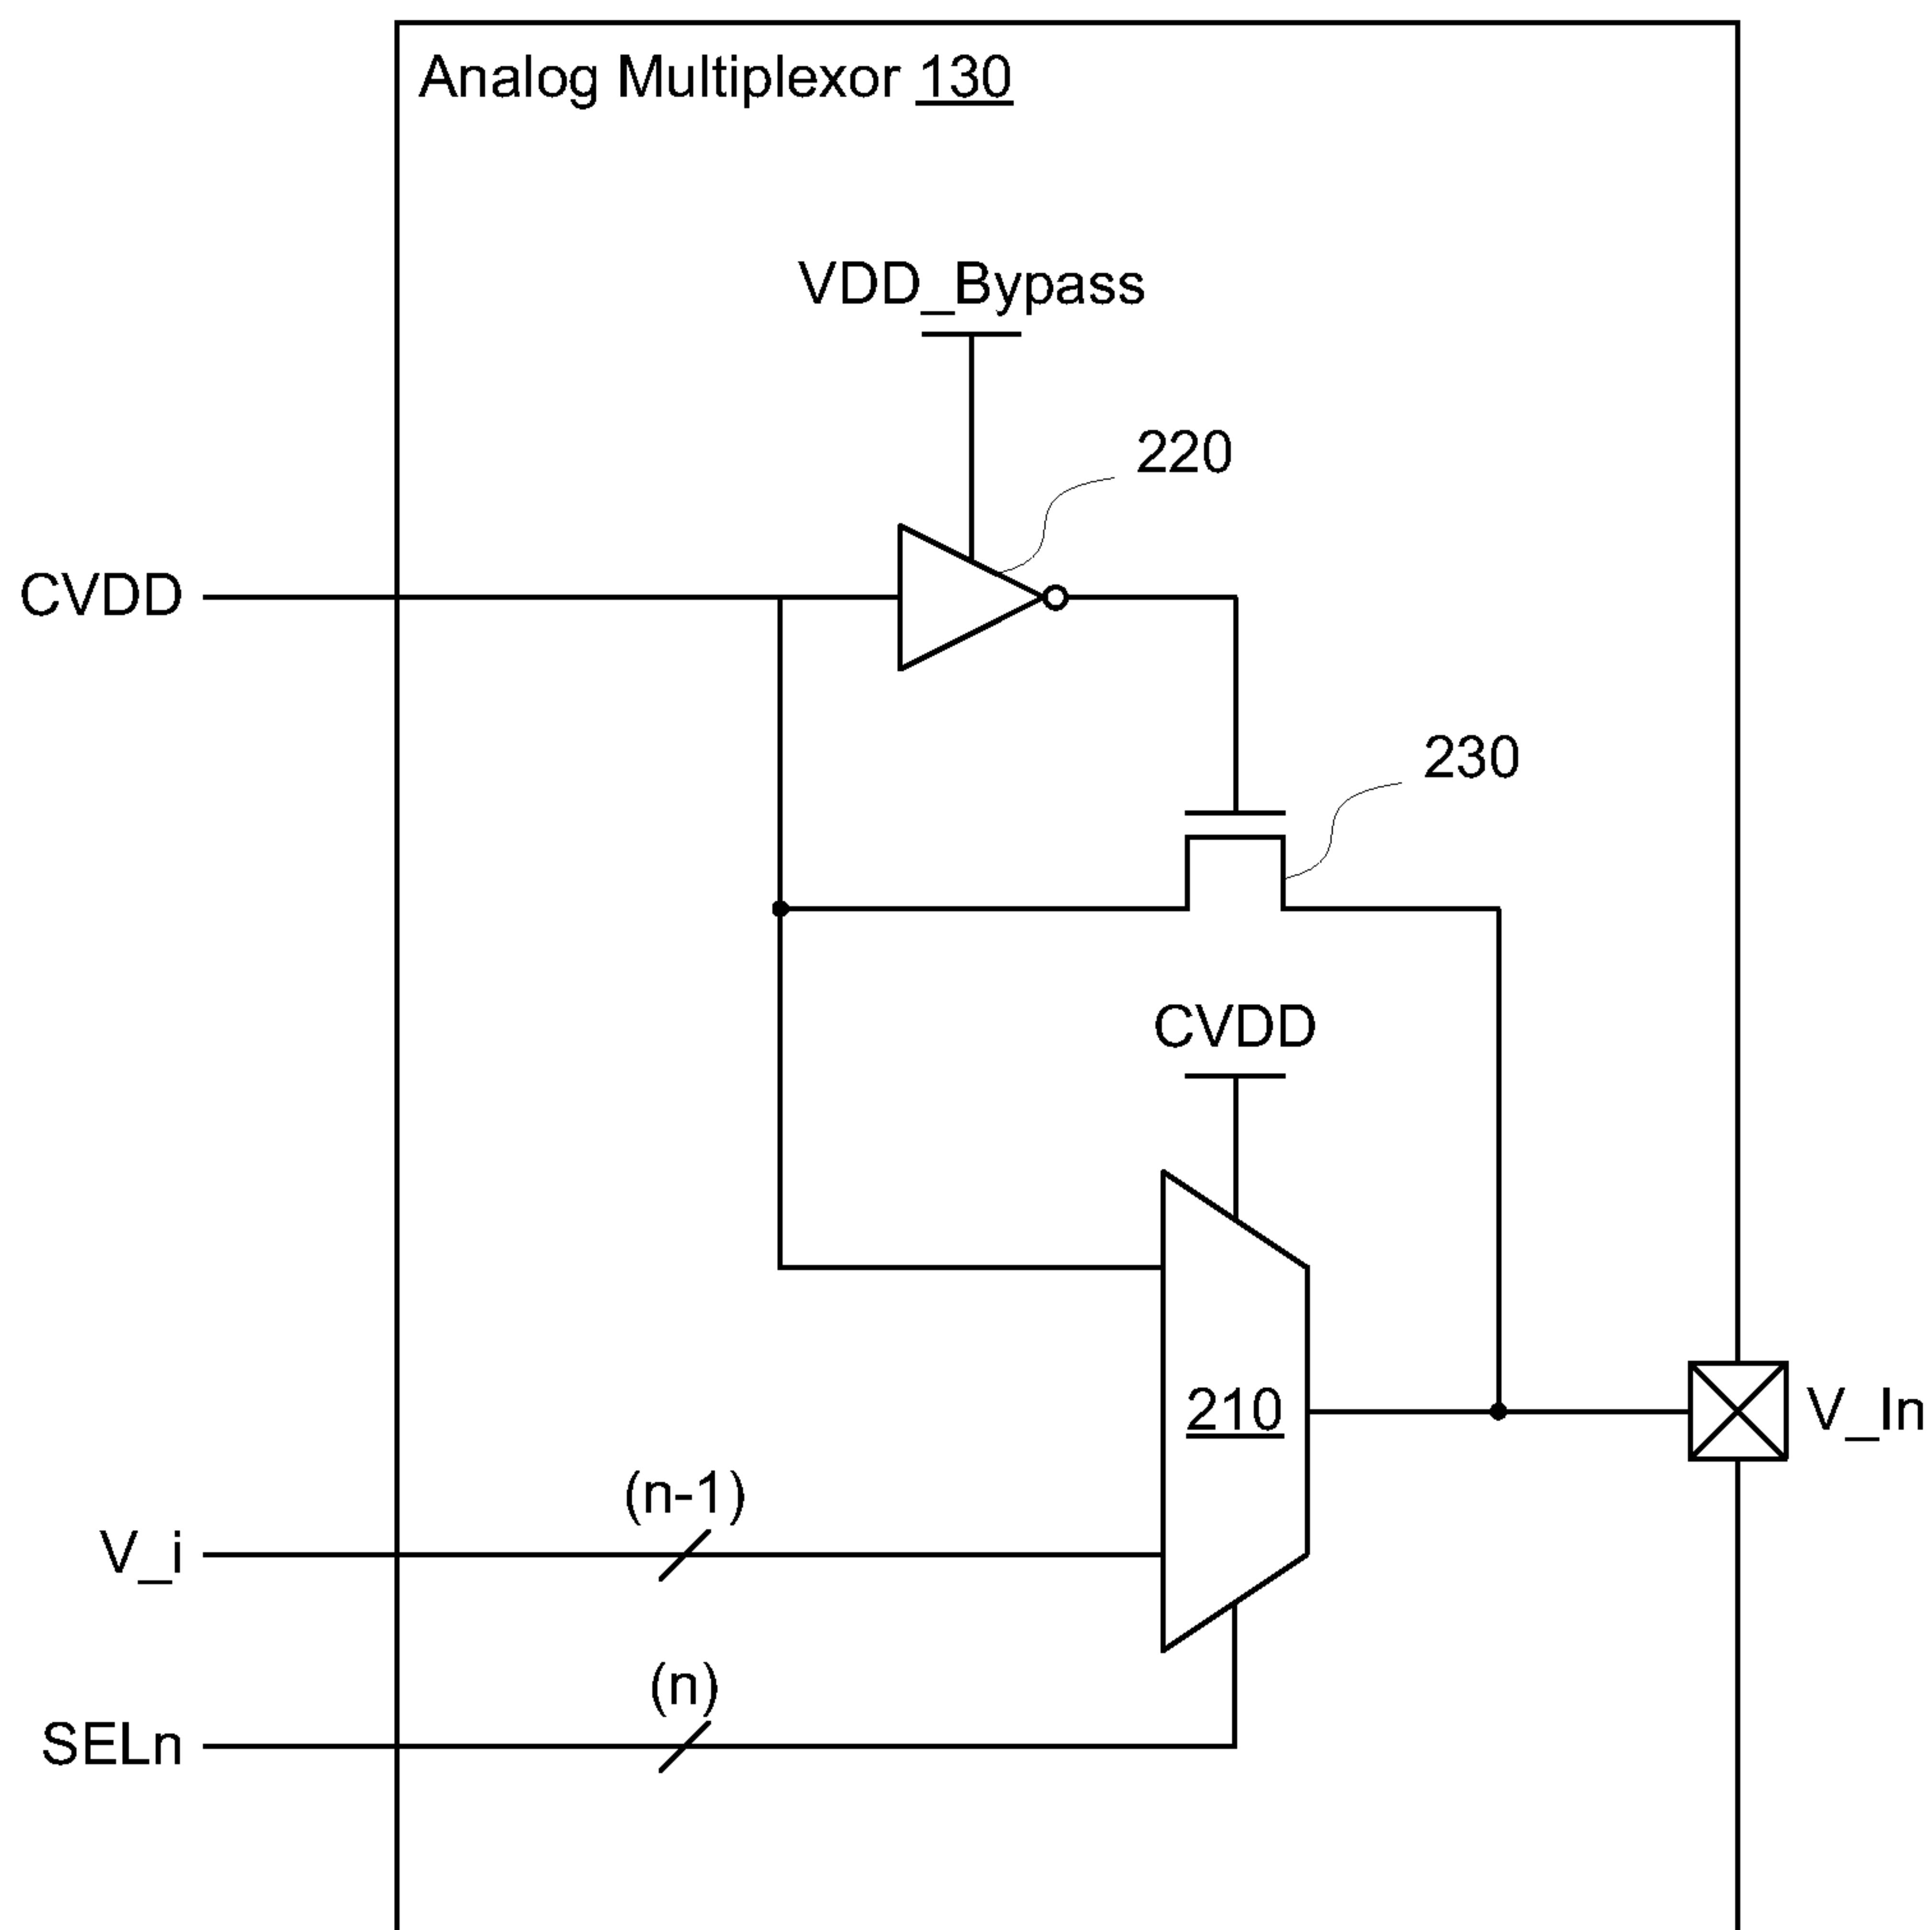 Analog Multiplexor 130
VDD_Bypass
220
CVDD
230
CVDD
210
V_In
(n-1)
V_i
(n)
SELn